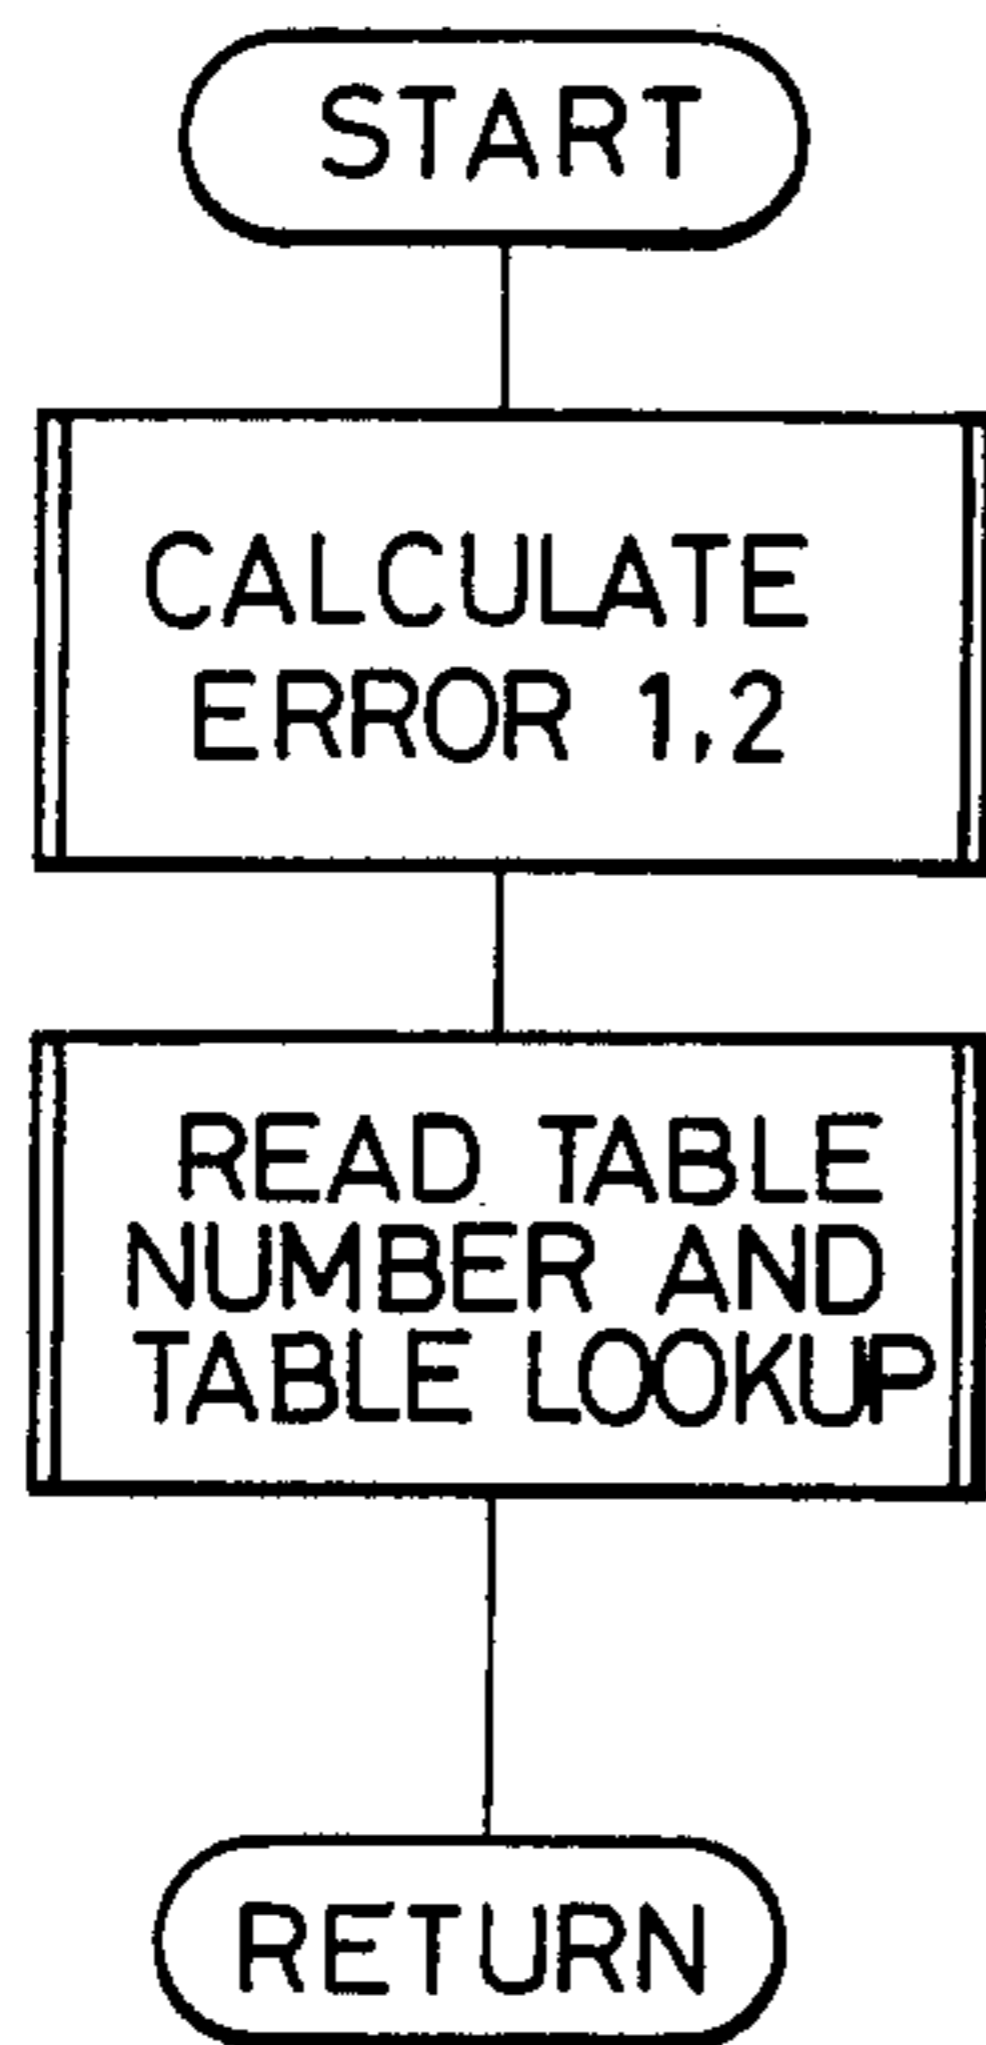 START
CALCULATE
ERROR 1,2
READ TABLE
NUMBER AND
TABLE LOOKUP
RETURN